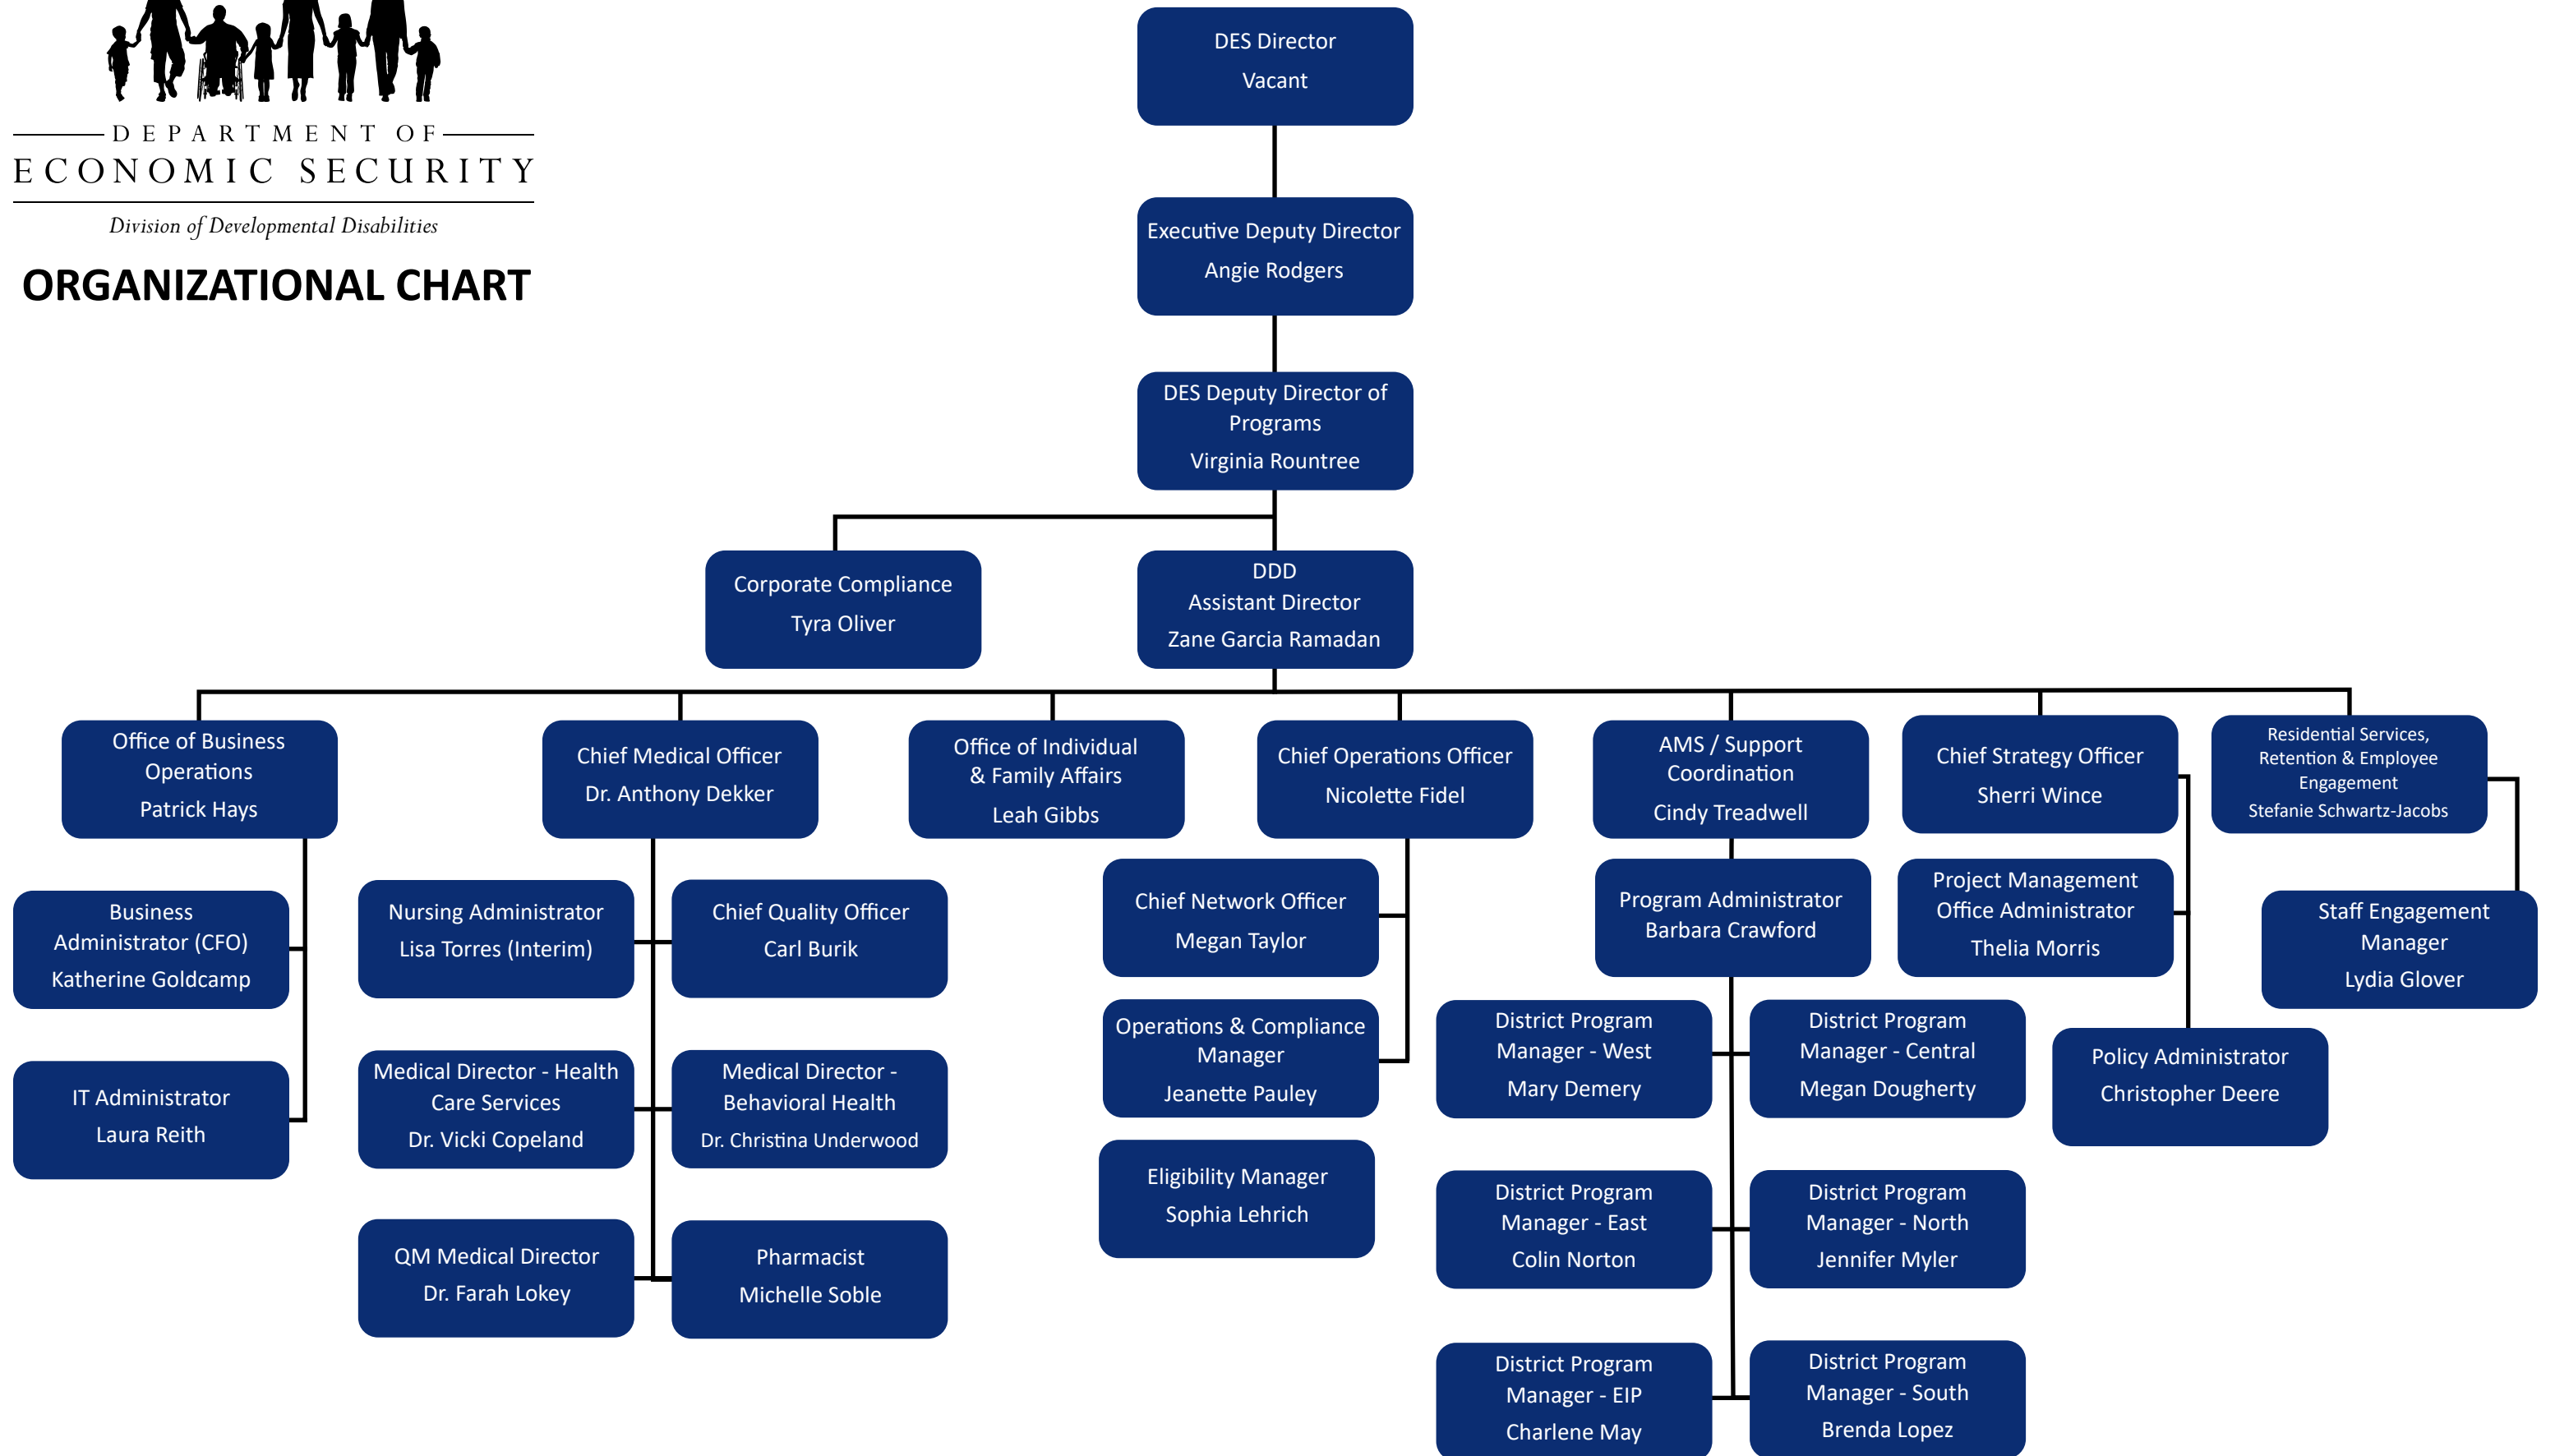 DEPARTMENT OF
ECONOMIC SECURITY
Division of Developmental Disabilities
ORGANIZATIONAL CHART
DES Director
Vacant
Executive Deputy Director
Angie Rodgers
DES Deputy Director of
Programs
Virginia Rountree
Corporate Compliance
Tyra Oliver
DDD
Assistant Director
Zane Garcia Ramadan
Office of Business
Operations
Patrick Hays
Chief Medical Officer
Dr. Anthony Dekker
Office of Individual
& Family Affairs
Leah Gibbs
Chief Operations Officer
Nicolette Fidel
AMS / Support
Coordination
Cindy Treadwell
Chief Strategy Officer
Sherri Wince
Residential Services,
Retention & Employee
Engagement
Stefanie Schwartz-Jacobs
Business
Administrator (CFO)
Katherine Goldcamp
IT Administrator
Laura Reith
Nursing Administrator
Lisa Torres (Interim)
Chief Quality Officer
Carl Burik
Medical Director - Health
Care Services
Dr. Vicki Copeland
Medical Director -
Behavioral Health
Dr. Christina Underwood
QM Medical Director
Dr. Farah Lokey
Pharmacist
Michelle Soble
Chief Network Officer
Megan Taylor
Operations & Compliance
Manager
Jeanette Pauley
Eligibility Manager
Sophia Lehrich
Program Administrator
Barbara Crawford
District Program
Manager - West
Mary Demery
District Program
Manager - Central
Megan Dougherty
District Program
Manager - East
Colin Norton
District Program
Manager - North
Jennifer Myler
District Program
Manager - EIP
Charlene May
District Program
Manager - South
Brenda Lopez
Project Management
Office Administrator
Thelia Morris
Policy Administrator
Christopher Deere
Staff Engagement
Manager
Lydia Glover